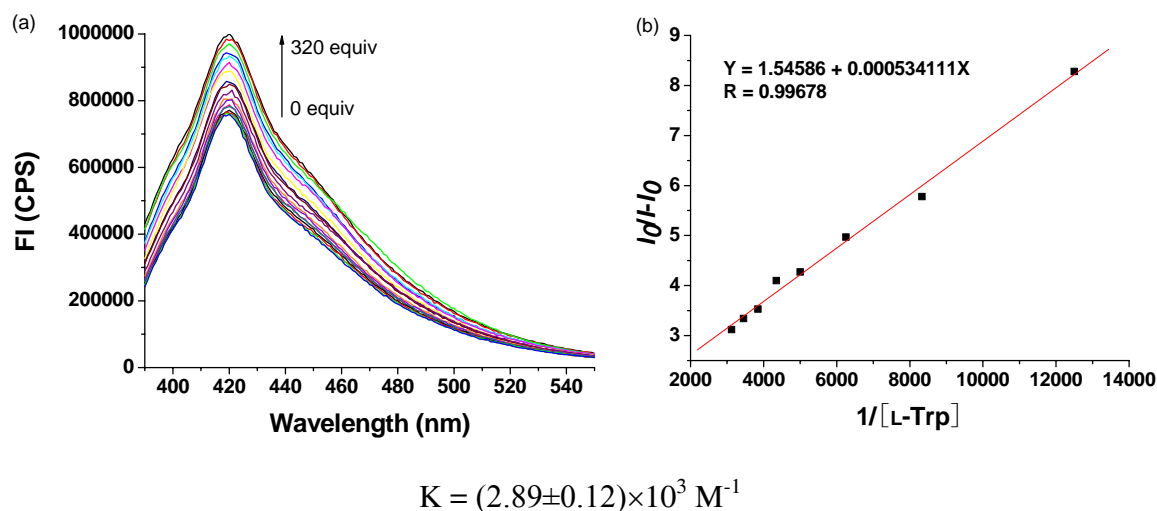 (a)
1000000
800000
600000
400000
200000
0
FI (CPS)
320 equiv
0 equiv
400 420 440 460 480 500 520 540
Wavelength (nm)
(b)
9
8
7
6
5
4
3
I0/I-I0
Y = 1.54586 + 0.000534111X
R = 0.99678
2000 4000 6000 8000 10000 12000 14000
1/[L-Trp]
K = (2.89±0.12)×10³ M⁻¹